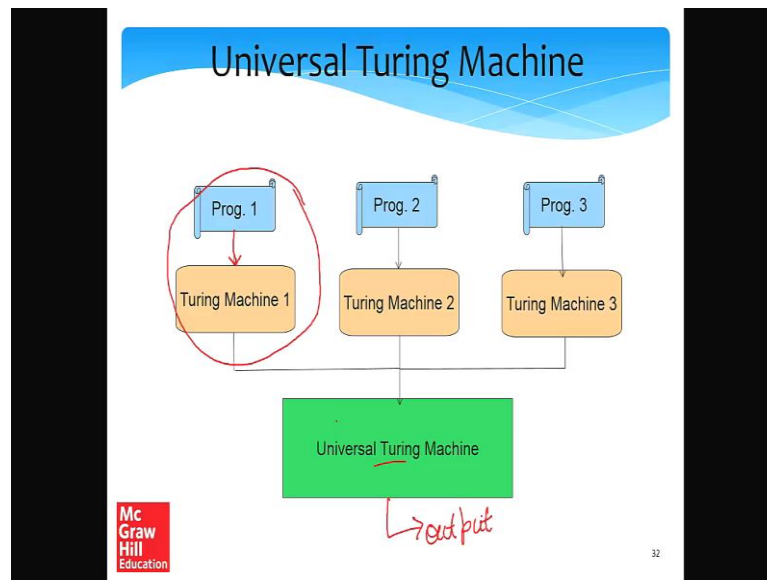 Universal Turing Machine
Prog. 1
Prog. 2
Prog. 3
Turing Machine 1
Turing Machine 2
Turing Machine 3
Universal Turing Machine
output
Mc
Graw
Hill
Education
32